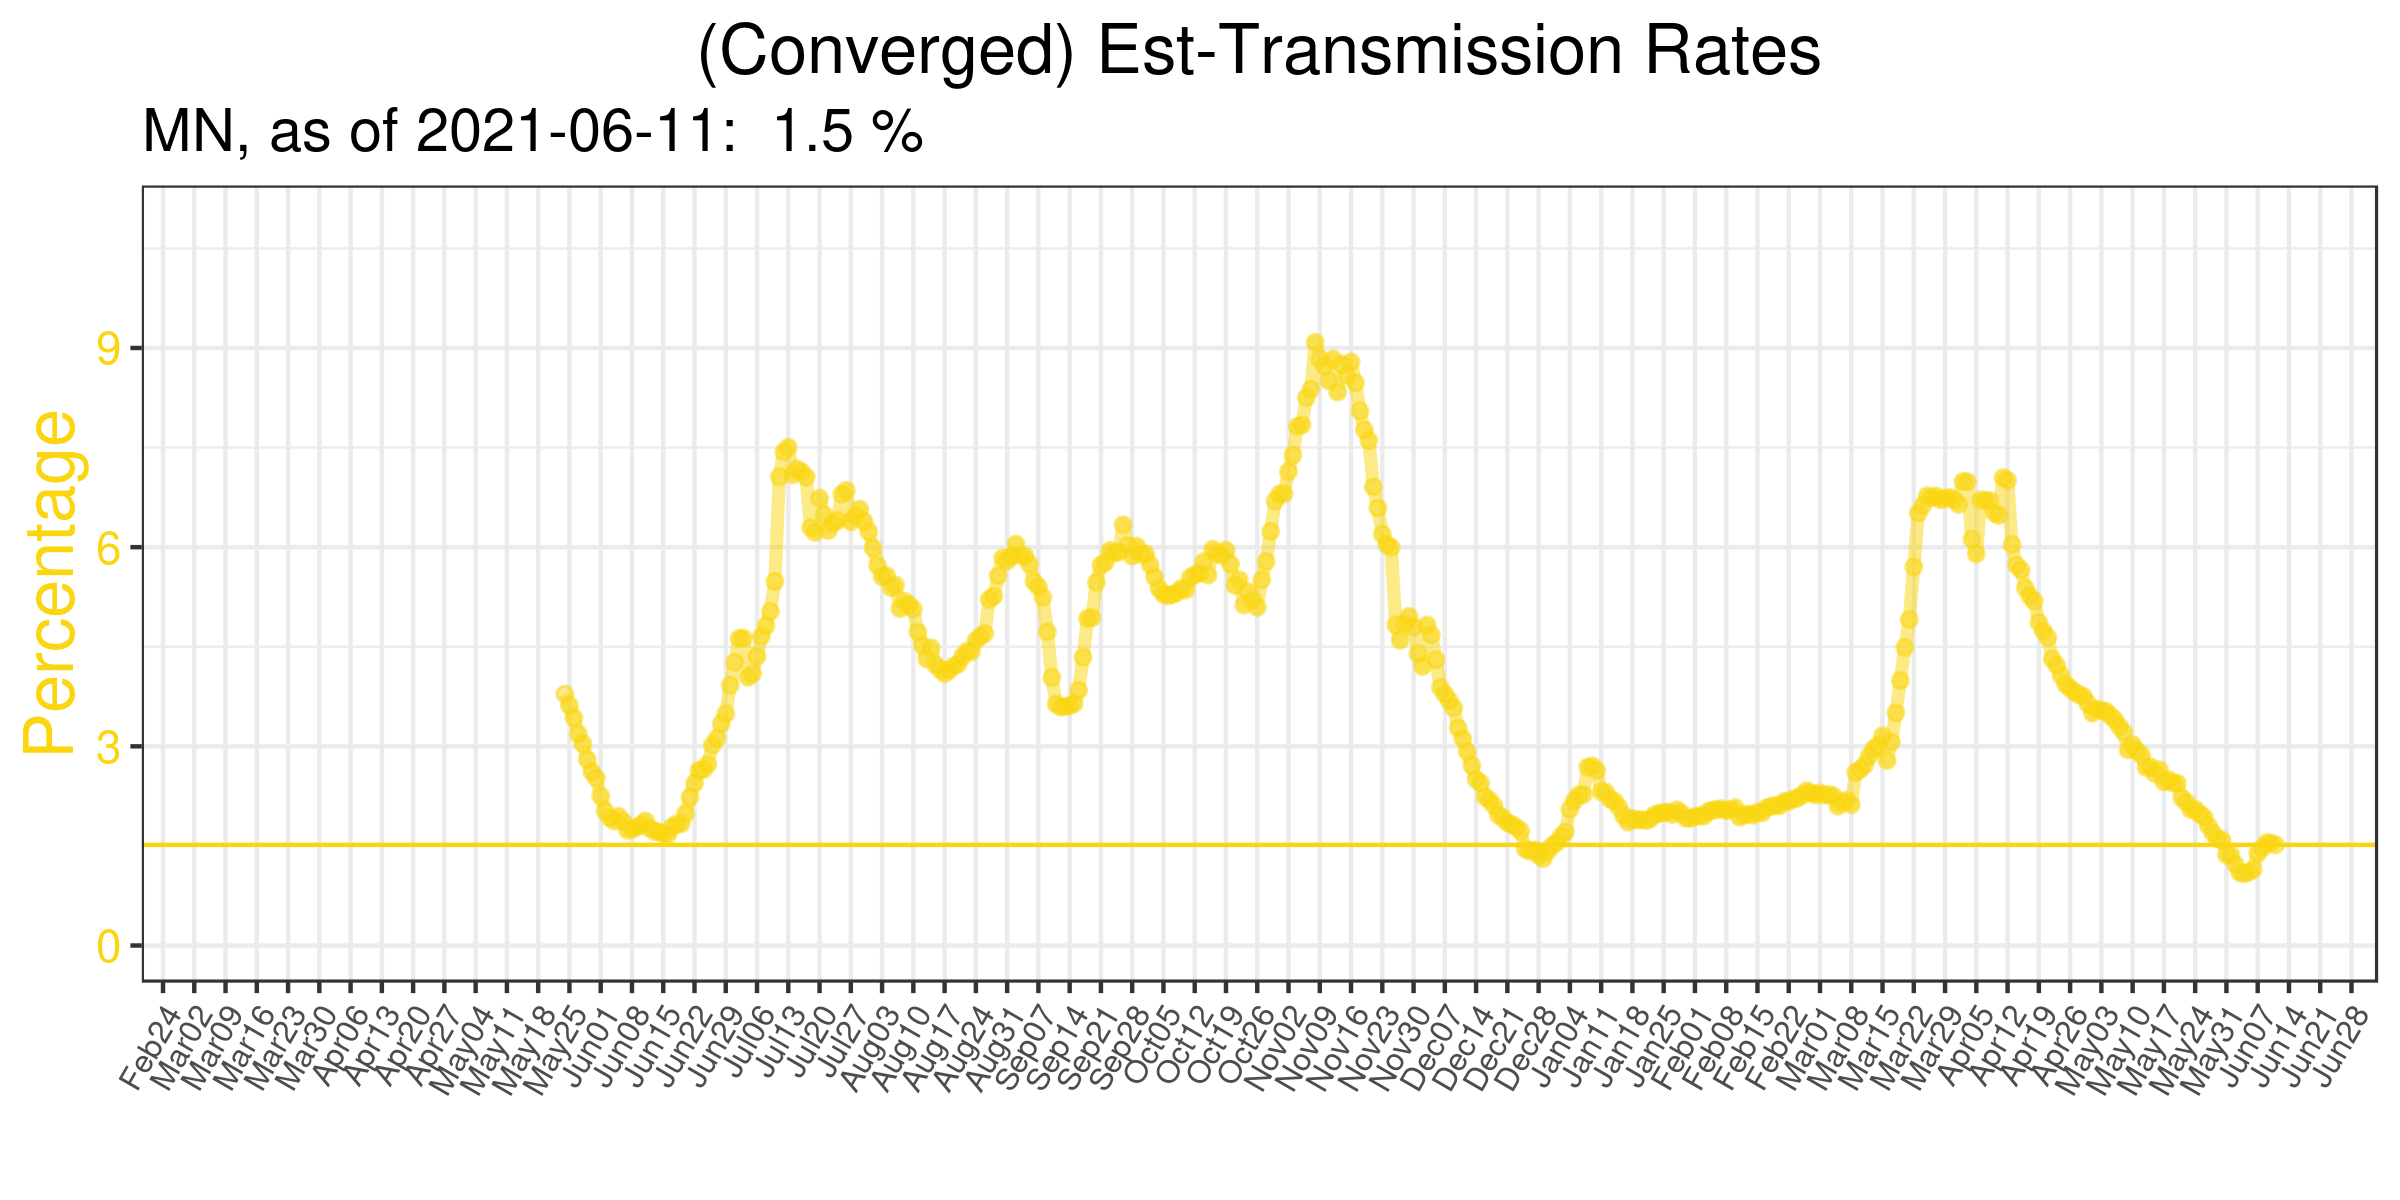 (Converged) Est-Transmission Rates
MN, as of 2021-06-11:  1.5 %
Percentage
9
6
3
0
Feb24
Mar02
Mar09
Mar16
Mar23
Mar30
Apr06
Apr13
Apr20
Apr27
May04
May11
May18
May25
Jun01
Jun08
Jun15
Jun22
Jun29
Jul06
Jul13
Jul20
Jul27
Aug03
Aug10
Aug17
Aug24
Aug31
Sep07
Sep14
Sep21
Sep28
Oct05
Oct12
Oct19
Oct26
Nov02
Nov09
Nov16
Nov23
Nov30
Dec07
Dec14
Dec21
Dec28
Jan04
Jan11
Jan18
Jan25
Feb01
Feb08
Feb15
Feb22
Mar01
Mar08
Mar15
Mar22
Mar29
Apr05
Apr12
Apr19
Apr26
May03
May10
May17
May24
May31
Jun07
Jun14
Jun21
Jun28